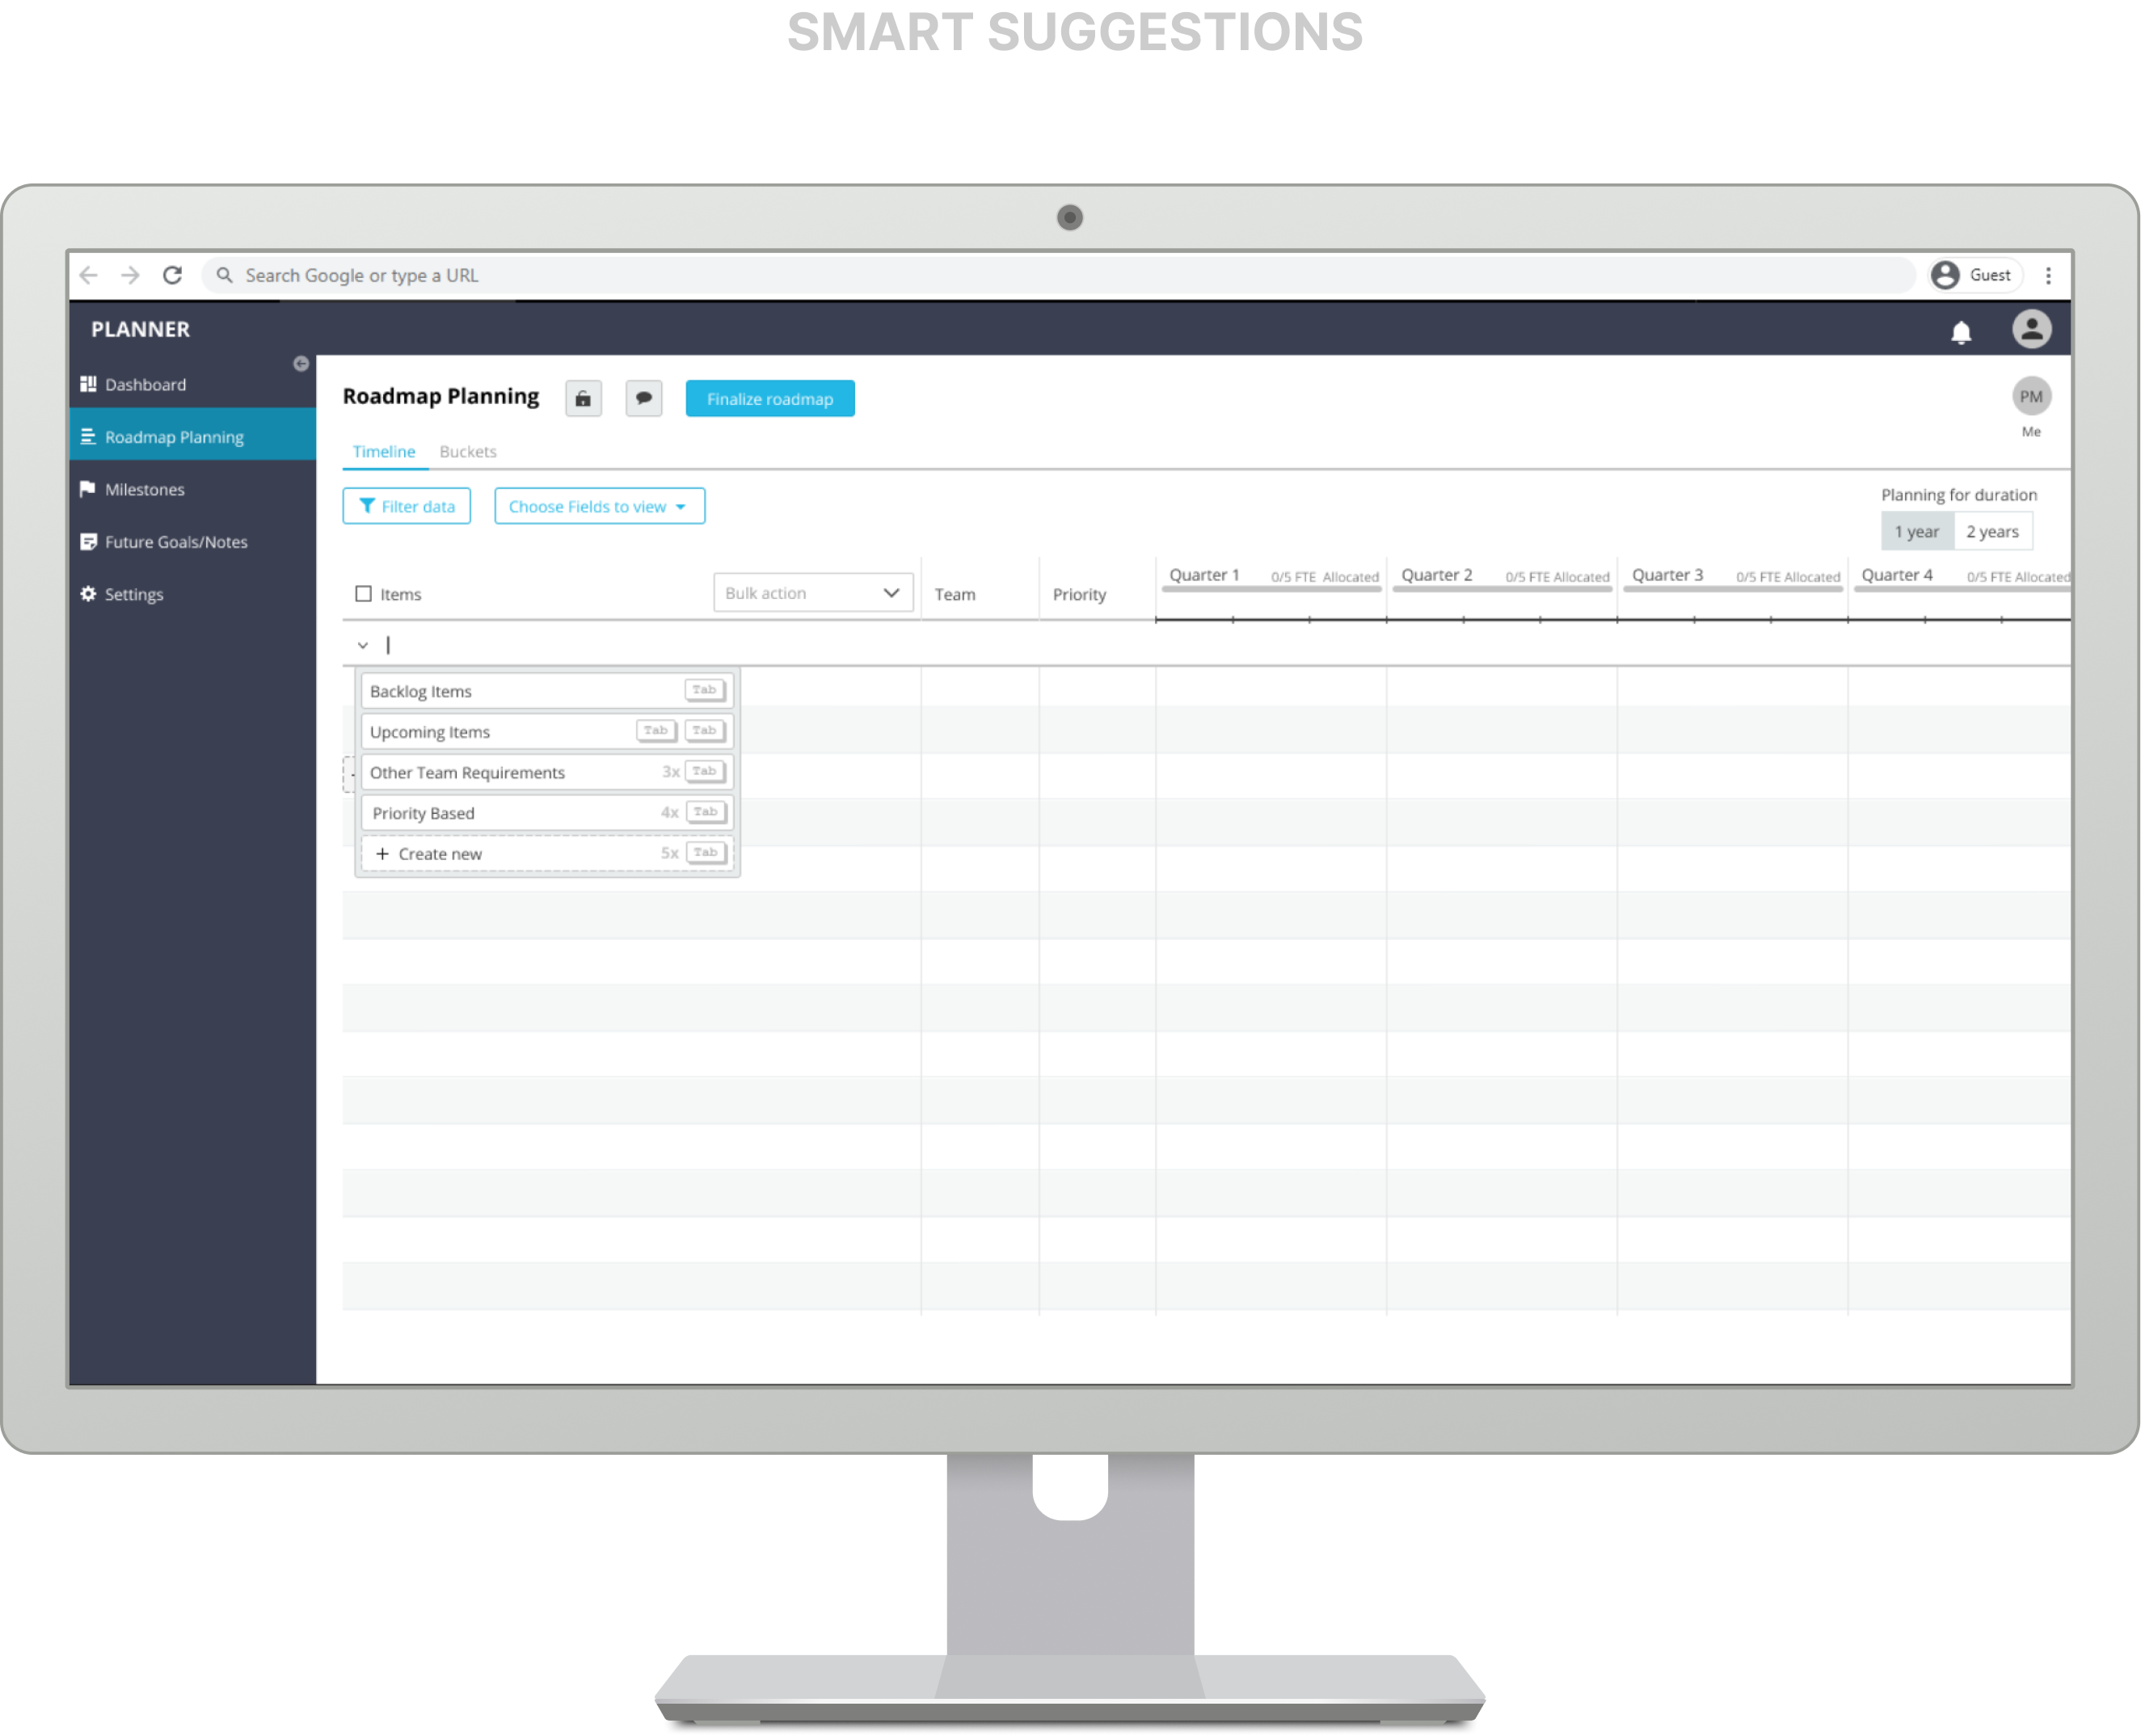 SMART SUGGESTIONS
Search Google or type a URL
Guest
PLANNER
Dashboard
Roadmap Planning
Milestones
Future Goals/Notes
Settings
Roadmap Planning
Finalize roadmap
PM
Me
Timeline Buckets
Filter data Choose Fields to view
Planning for duration
1 year 2 years
Items Bulk action Team Priority
Quarter 1 0/5 FTE Allocated Quarter 2 0/5 FTE Allocated Quarter 3 0/5 FTE Allocated Quarter 4 0/5 FTE Allocated
Backlog Items Tab
Upcoming Items Tab Tab
Other Team Requirements 3x Tab
Priority Based 4x Tab
+ Create new 5x Tab